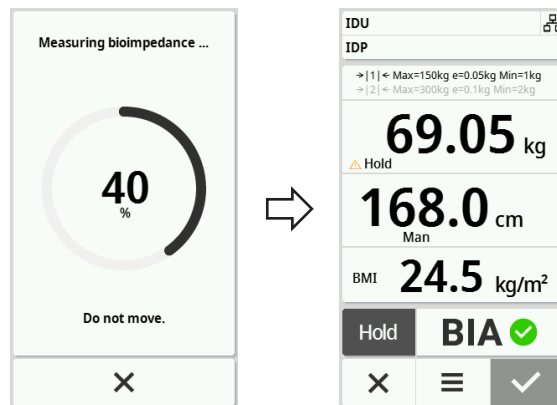 Measuring bioimpedance ...
40
%
Do not move.
IDU
IDP
→|1|← Max=150kg e=0.05kg Min=1kg
→|2|← Max=300kg e=0.1kg Min=2kg
69.05 kg
Hold
168.0 cm
Man
BMI 24.5 kg/m²
Hold BIA